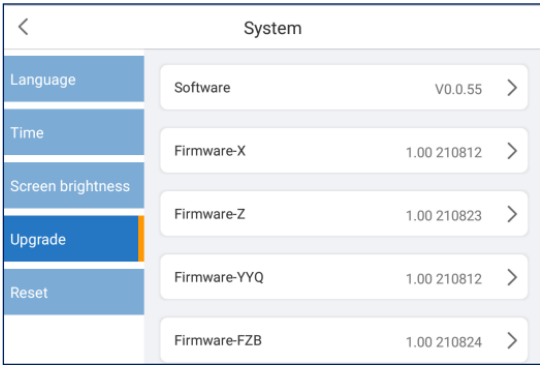 System
Language
Time
Screen brightness
Upgrade
Reset
Software V0.0.55
Firmware-X 1.00 210812
Firmware-Z 1.00 210823
Firmware-YYQ 1.00 210812
Firmware-FZB 1.00 210824